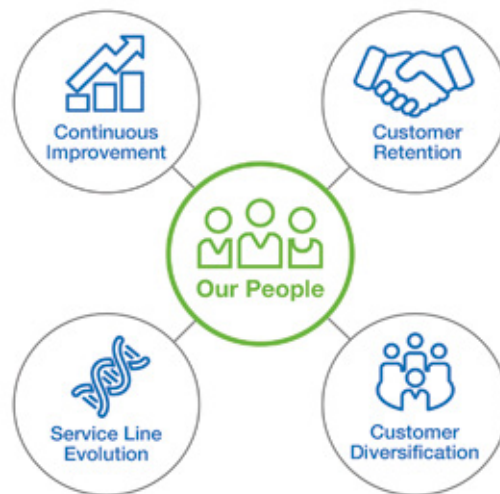 Continuous
Improvement
Customer
Retention
Our People
Service Line
Evolution
Customer
Diversification